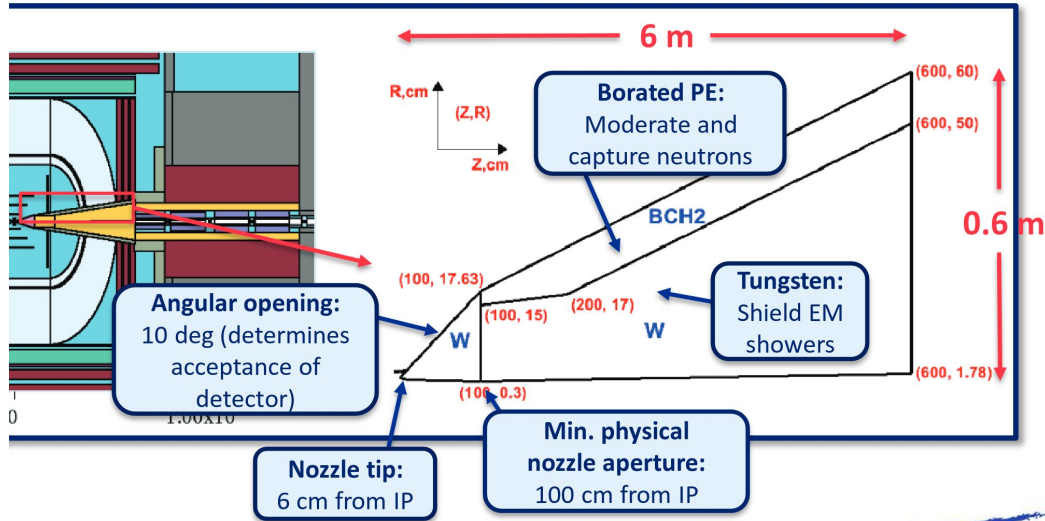 6 m
(600, 60)
R,cm
(Z,R)
Z,cm
Borated PE:
Moderate and
capture neutrons
(600, 50)
BCH2
0.6 m
(100, 17.63)
Angular opening:
10 deg (determines
acceptance of
detector)
(100, 15)
(200, 17)
W
W
Tungsten:
Shield EM
showers
(600, 1.78)
(100, 0.3)
0
Nozzle tip:
6 cm from IP
Min. physical
nozzle aperture:
100 cm from IP